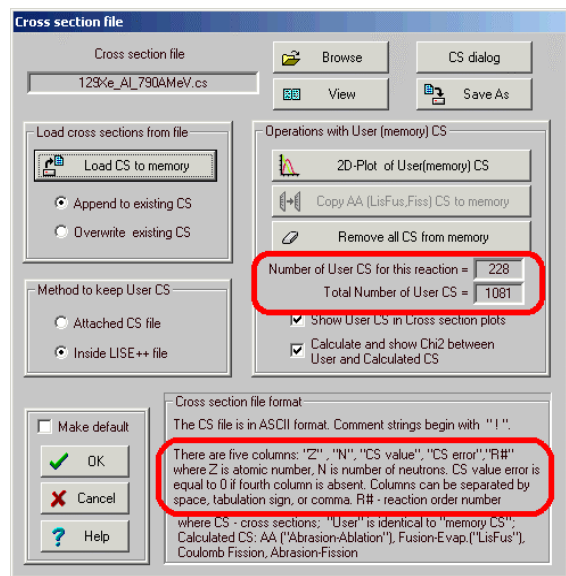 Cross section file
Cross section file
129Xe_Al_790AMeV.cs
Browse
CS dialog
View
Save As
Load cross sections from file
Load CS to memory
Append to existing CS
Overwrite existing CS
Method to keep User CS
Attached CS file
Inside LISE++ file
Operations with User (memory) CS
2D-Plot of User(memory) CS
Copy AA (LisFus,Fiss) CS to memory
Remove all CS from memory
Number of User CS for this reaction = 228
Total Number of User CS = 1081
Show User CS in Cross section plots
Calculate and show Chi2 between
User and Calculated CS
Make default
OK
Cancel
Help
Cross section file format
The CS file is in ASCII format. Comment strings begin with "!".
There are five columns: "Z" , "N", "CS value", "CS error","R#"
where Z is atomic number, N is number of neutrons. CS value error is
equal to 0 if fourth column is absent. Columns can be separated by
space, tabulation sign, or comma. R# - reaction order number
where CS - cross sections; "User" is identical to "memory CS";
Calculated CS: AA ("Abrasion-Ablation"), Fusion-Evap.("LisFus"),
Coulomb Fission, Abrasion-Fission